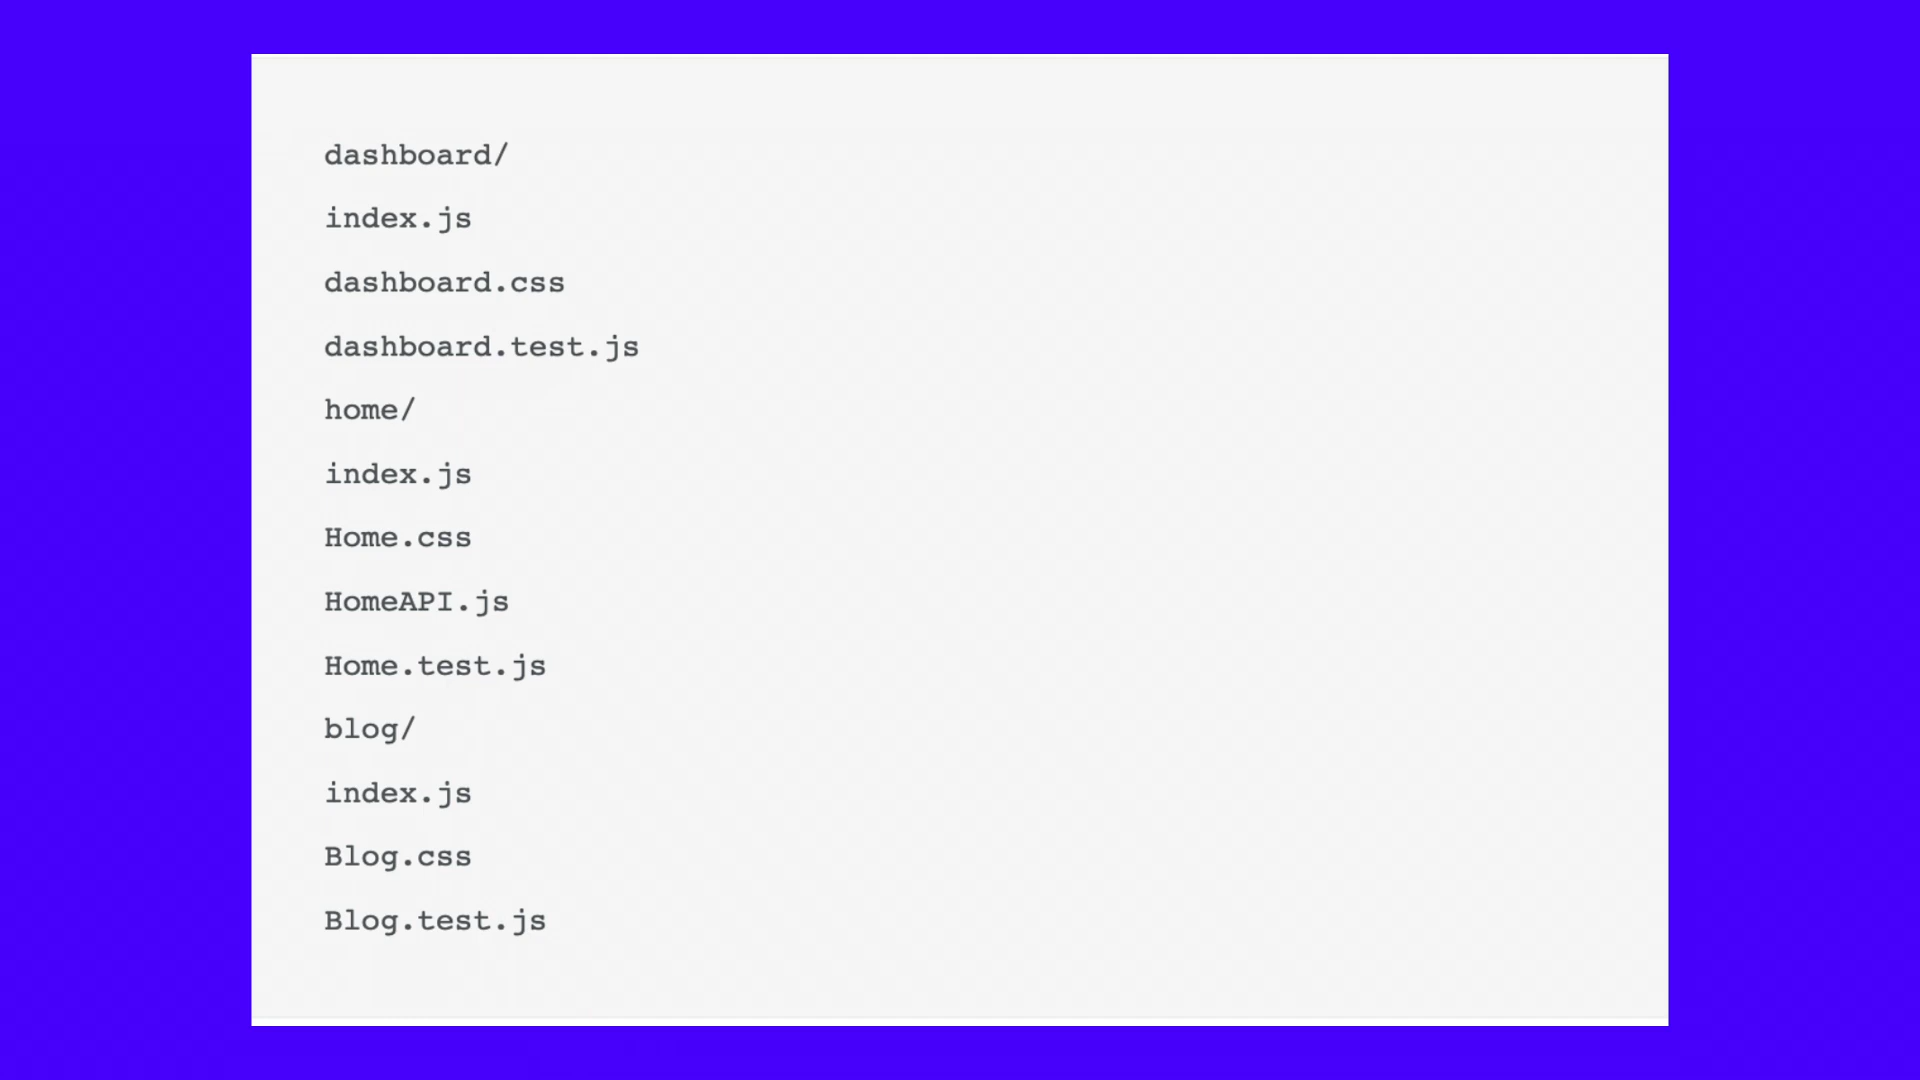 dashboard/
index.js
dashboard.css
dashboard.test.js
home/
index.js
Home.css
HomeAPI.js
Home.test.js
blog/
index.js
Blog.css
Blog.test.js